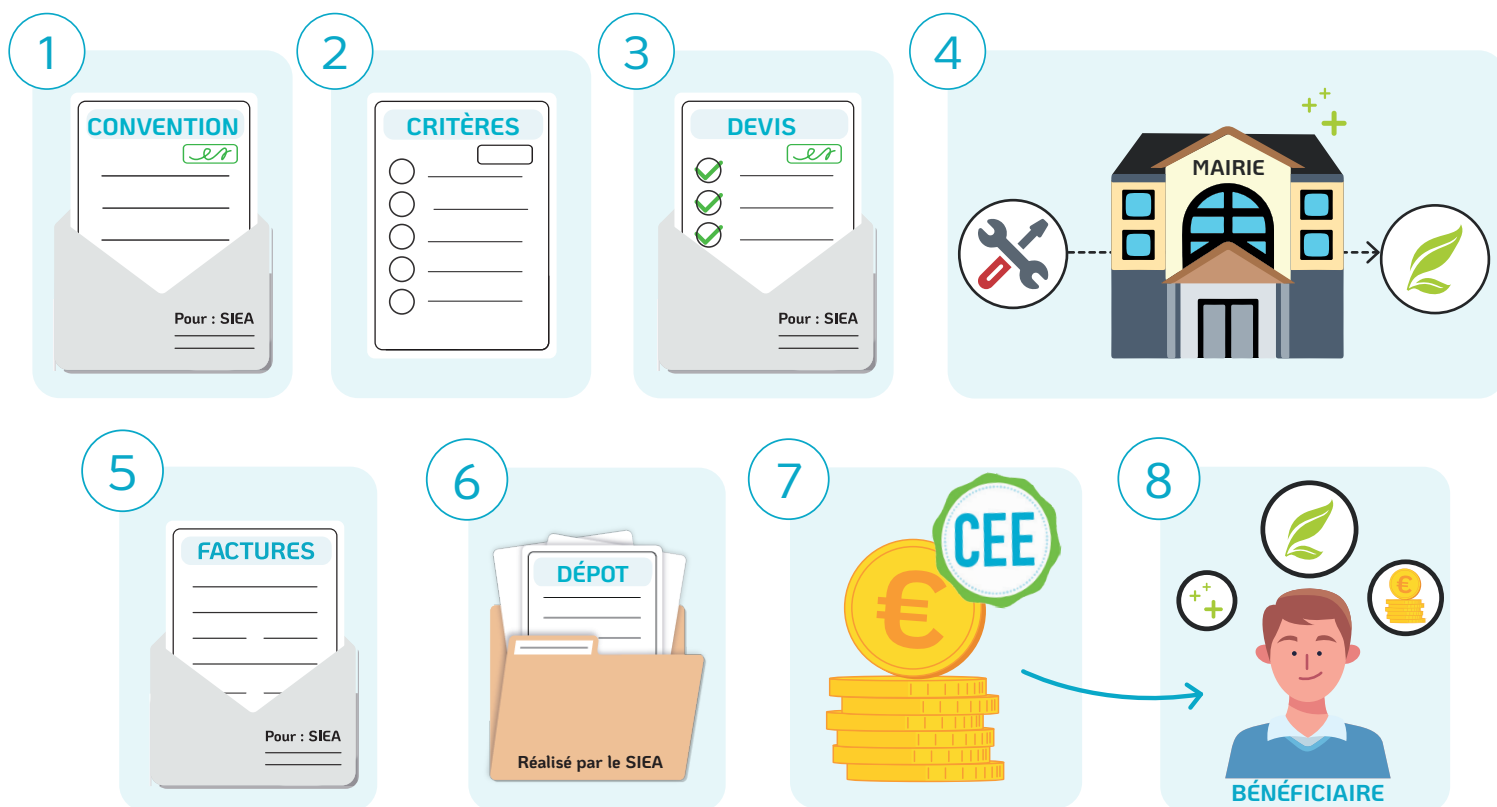 1
CONVENTION
Pour : SIEA
2
CRITÈRES
3
DEVIS
Pour : SIEA
4
MAIRIE
5
FACTURES
Pour : SIEA
6
DÉPOT
Réalisé par le SIEA
7
€
CEE
8
€
BÉNÉFICIAIRE